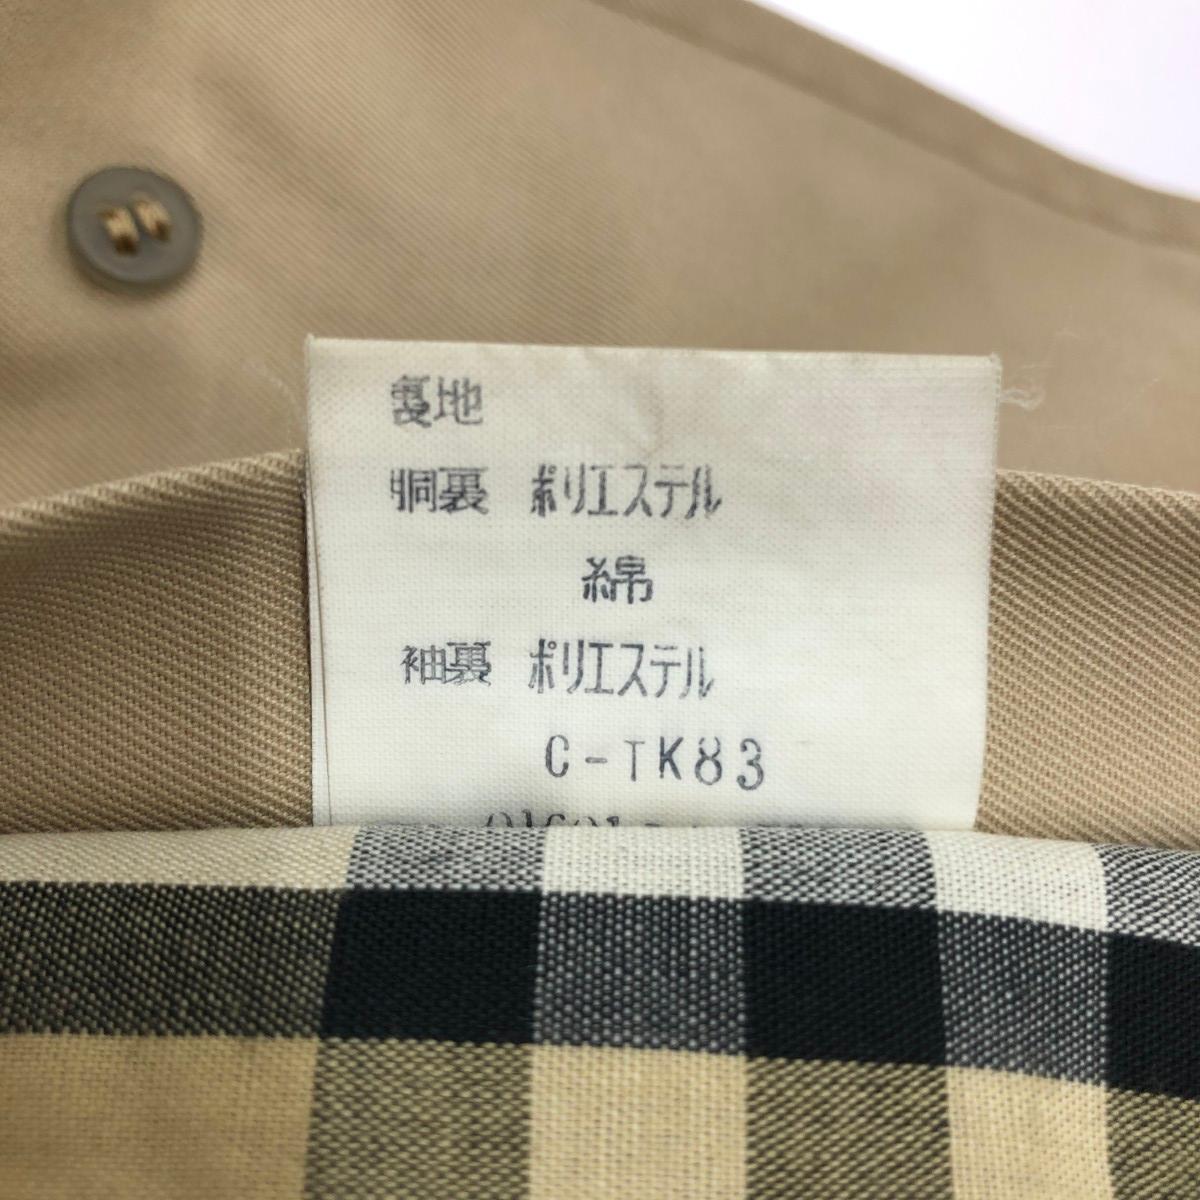 裏地
胴裏 ポリエステル
綿
袖裏 ポリエステル
C-TK83